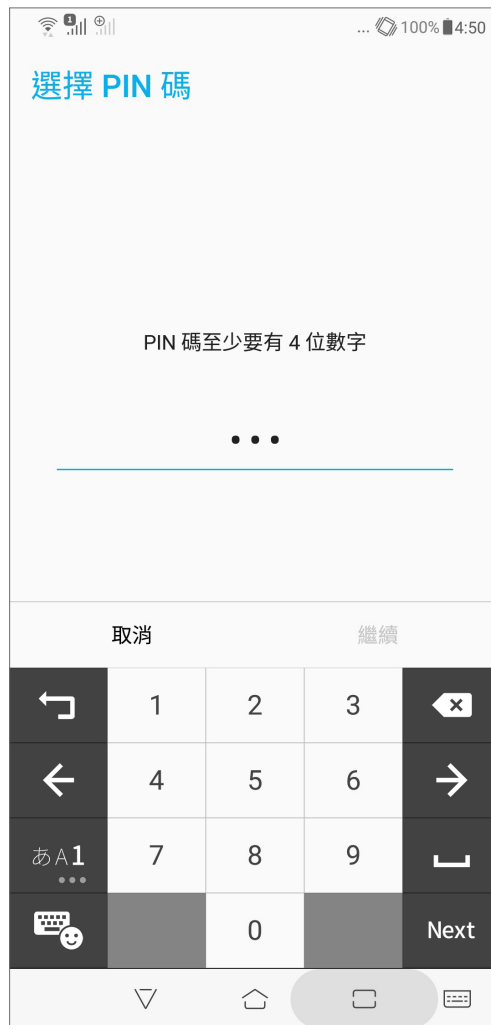 1 ... 100% 4:50
選擇 PIN 碼
PIN 碼至少要有 4 位數字
•••
取消 繼續
1 2 3
4 5 6
あA1 7 8 9
0 Next